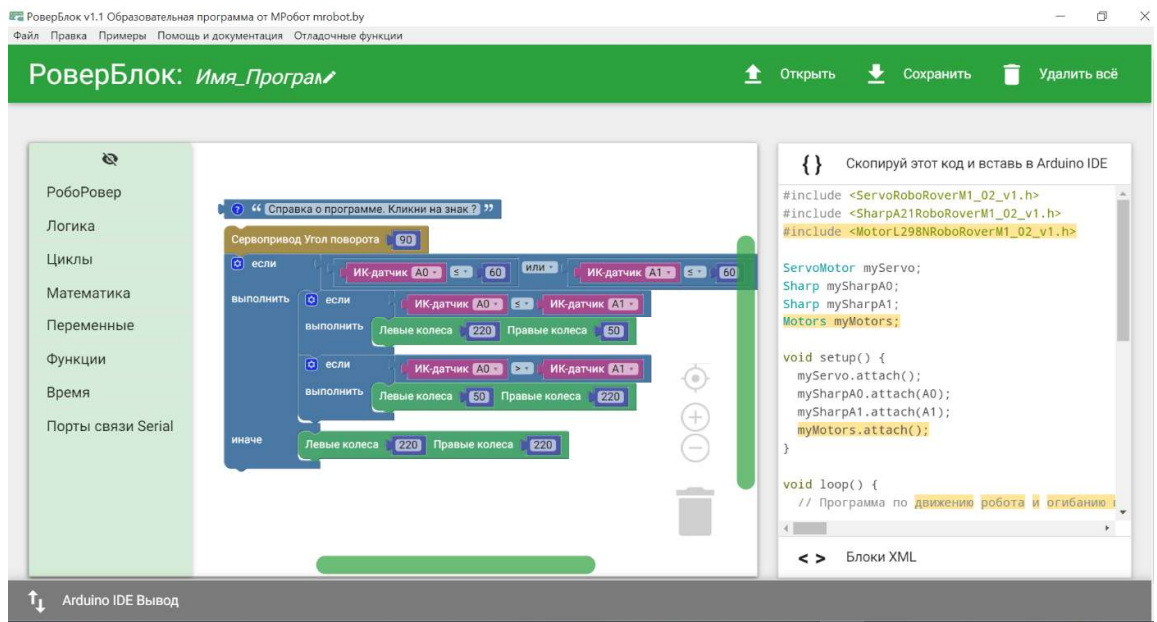 РоверБлок v1.1 Образовательная программа от МРобот mrobot.by
Файл Правка Примеры Помощь и документация Отладочные функции
РоверБлок: Имя_Програм
Открыть Сохранить Удалить всё
РобоРовер
Логика
Циклы
Математика
Переменные
Функции
Время
Порты связи Serial
? “ Справка о программе. Кликни на знак ? ”
Сервопривод Угол поворота 90
если ИК-датчик A0 ≤ 60 или ИК-датчик A1 ≤ 60
выполнить если ИК-датчик A0 ≤ ИК-датчик A1
выполнить Левые колеса 220 Правые колеса 50
если ИК-датчик A0 > ИК-датчик A1
выполнить Левые колеса 50 Правые колеса 220
иначе Левые колеса 220 Правые колеса 220
{ } Скопируй этот код и вставь в Arduino IDE
#include <ServoRoboRoverM1_02_v1.h>
#include <SharpA21RoboRoverM1_02_v1.h>
#include <MotorL298NRoboRoverM1_02_v1.h>
ServoMotor myServo;
Sharp mySharpA0;
Sharp mySharpA1;
Motors myMotors;
void setup() {
myServo.attach();
mySharpA0.attach(A0);
mySharpA1.attach(A1);
myMotors.attach();
}
void loop() {
// Программа по движению робота и огибанию
< > Блоки XML
Arduino IDE Вывод